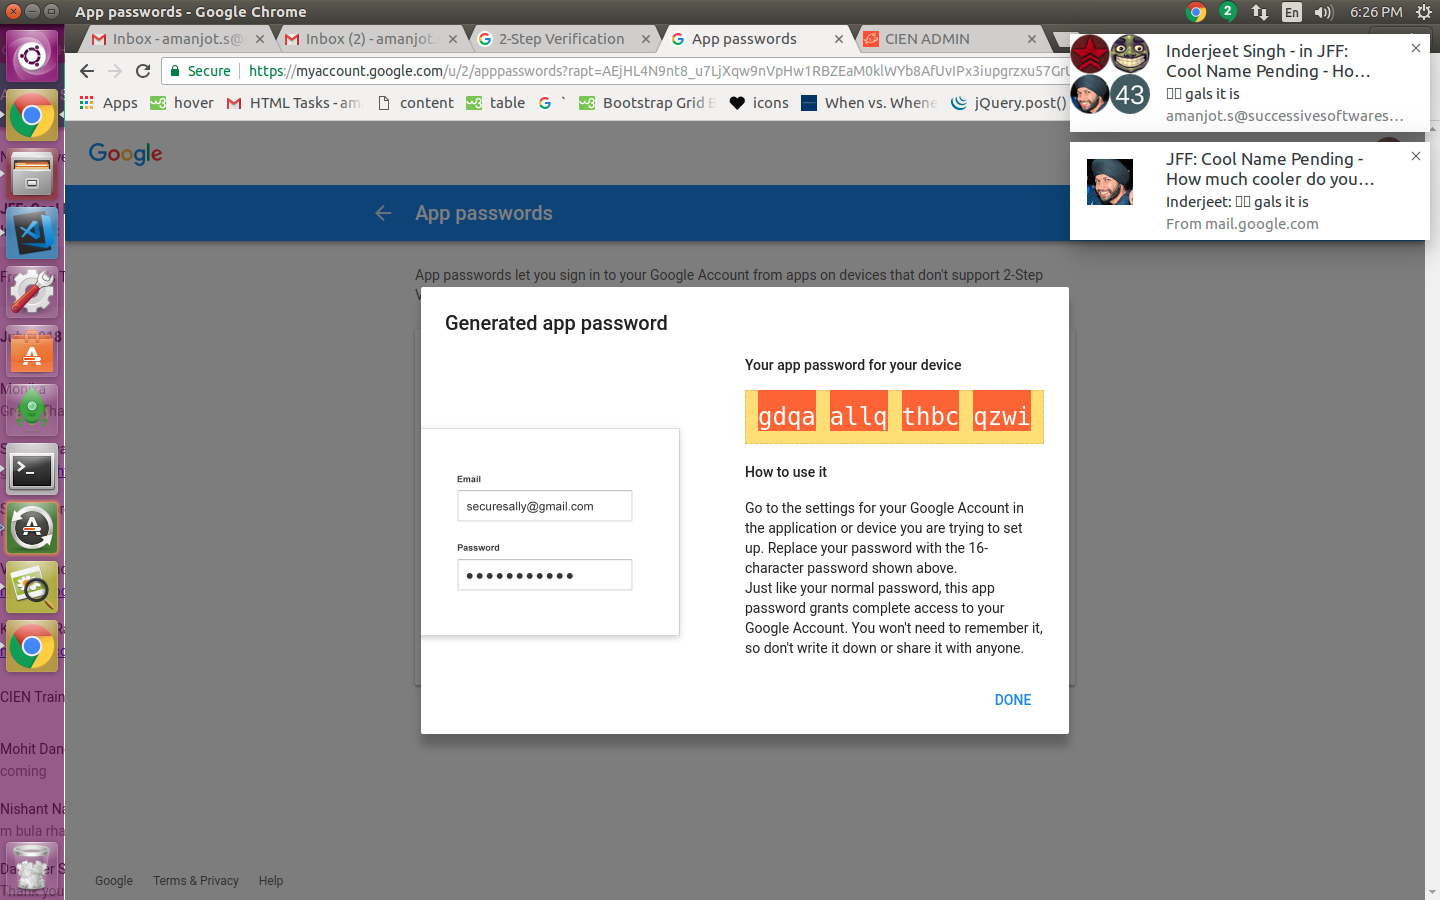 App passwords - Google Chrome
2
En
6:26 PM
Inbox - amanjot.s@
Inbox (2) - amanjot.
2-Step Verification
App passwords
CIEN ADMIN
Secure
https://myaccount.google.com/u/2/apppasswords?rapt=AEjHL4N9nt8_u7LjXqw9nVpHw1RBZEaM0klWYb8AfUvIPx3iupgrzxu57Gr
Apps
hover
HTML Tasks - am
content
table
`
Bootstrap Grid B
icons
When vs. Whene
jQuery.post()
Inderjeet Singh - in JFF:
Cool Name Pending - Ho…
gals it is
amanjot.s@successivesoftwares…
43
JFF: Cool Name Pending -
How much cooler do you…
Inderjeet: gals it is
From mail.google.com
Google
App passwords
App passwords let you sign in to your Google Account from apps on devices that don't support 2-Step
Generated app password
Your app password for your device
gdqa allq thbc qzwi
Email
securesally@gmail.com
Password
How to use it
Go to the settings for your Google Account in
the application or device you are trying to set
up. Replace your password with the 16-
character password shown above.
Just like your normal password, this app
password grants complete access to your
Google Account. You won't need to remember it,
so don't write it down or share it with anyone.
DONE
CIEN Train
Mohit Dan
coming
Nishant Na
m bula rha
Thank you
Google
Terms & Privacy
Help